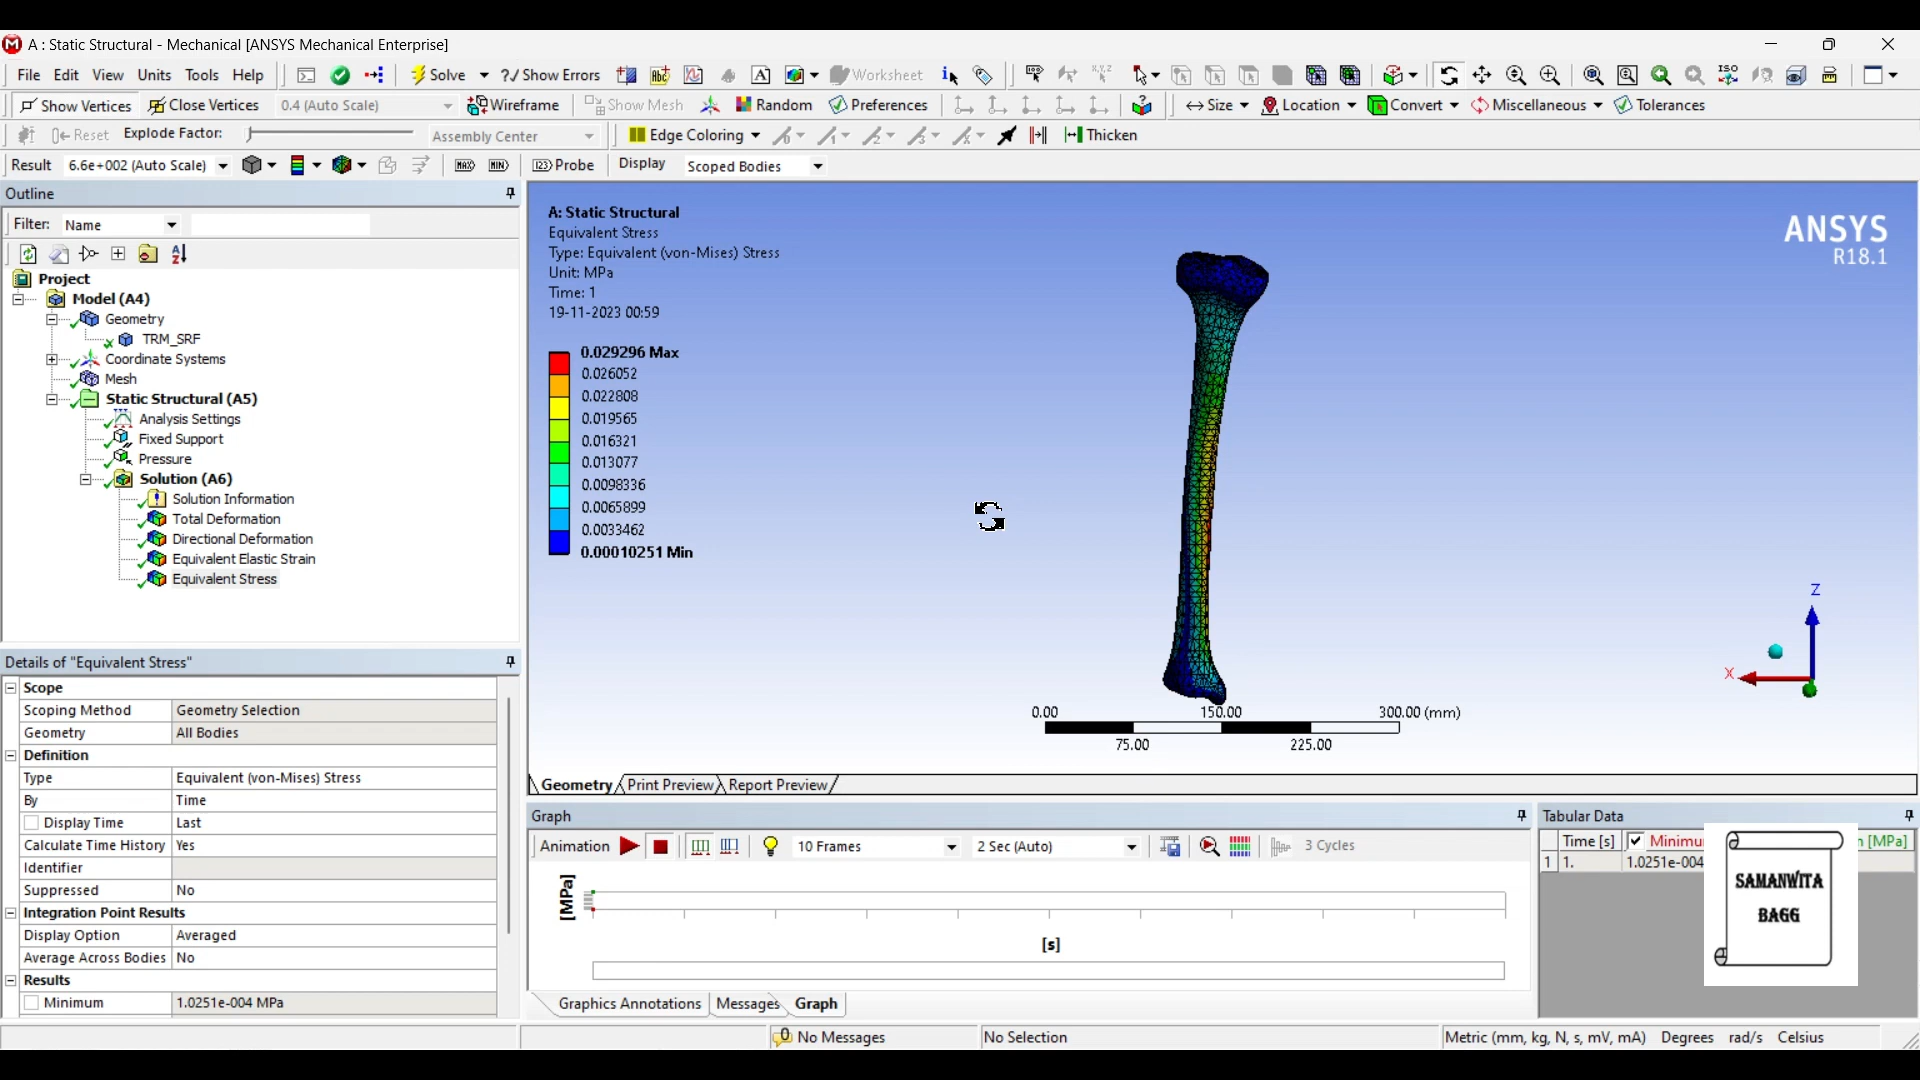 A : Static Structural - Mechanical [ANSYS Mechanical Enterprise]
File Edit View Units Tools Help Solve ?/ Show Errors Worksheet
Show Vertices Close Vertices 0.4 (Auto Scale) Wireframe Show Mesh Random Preferences Size Location Convert Miscellaneous Tolerances
Reset Explode Factor: Assembly Center Edge Coloring Thicken
Result 6.6e+002 (Auto Scale) MAX MIN Probe Display Scoped Bodies
Outline
Filter: Name
Project
Model (A4)
Geometry
TRM_SRF
Coordinate Systems
Mesh
Static Structural (A5)
Analysis Settings
Fixed Support
Pressure
Solution (A6)
Solution Information
Total Deformation
Directional Deformation
Equivalent Elastic Strain
Equivalent Stress
Details of "Equivalent Stress"
Scope
Scoping Method Geometry Selection
Geometry All Bodies
Definition
Type Equivalent (von-Mises) Stress
By Time
Display Time Last
Calculate Time History Yes
Identifier
Suppressed No
Integration Point Results
Display Option Averaged
Average Across Bodies No
Results
Minimum 1.0251e-004 MPa
A: Static Structural
Equivalent Stress
Type: Equivalent (von-Mises) Stress
Unit: MPa
Time: 1
19-11-2023 00:59
0.029296 Max
0.026052
0.022808
0.019565
0.016321
0.013077
0.0098336
0.0065899
0.0033462
0.00010251 Min
ANSYS
R18.1
Z
X
0.00 150.00 300.00 (mm)
75.00 225.00
Geometry Print Preview Report Preview
Graph
Animation 10 Frames 2 Sec (Auto) 3 Cycles
[MPa]
[s]
Graphics Annotations Messages Graph
Tabular Data
Time [s] [MPa]
1 1. 1.0251e-004
SAMANWITA
BAGG
No Messages No Selection Metric (mm, kg, N, s, mV, mA) Degrees rad/s Celsius